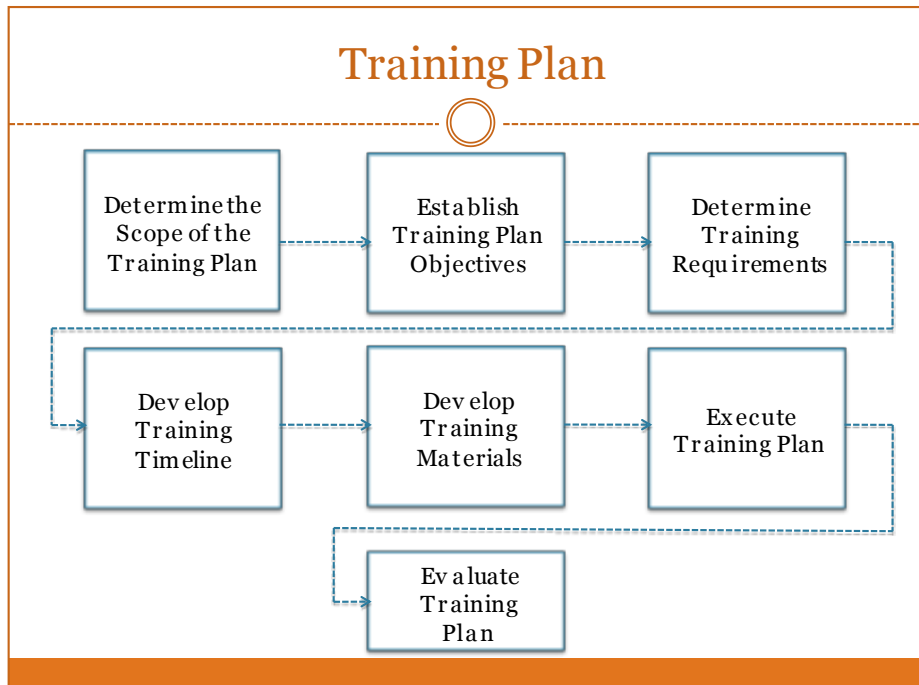 Training Plan
Determine the
Scope of the
Training Plan
Establish
Training Plan
Objectives
Determine
Training
Requirements
Develop
Training
Timeline
Develop
Training
Materials
Execute
Training Plan
Evaluate
Training
Plan